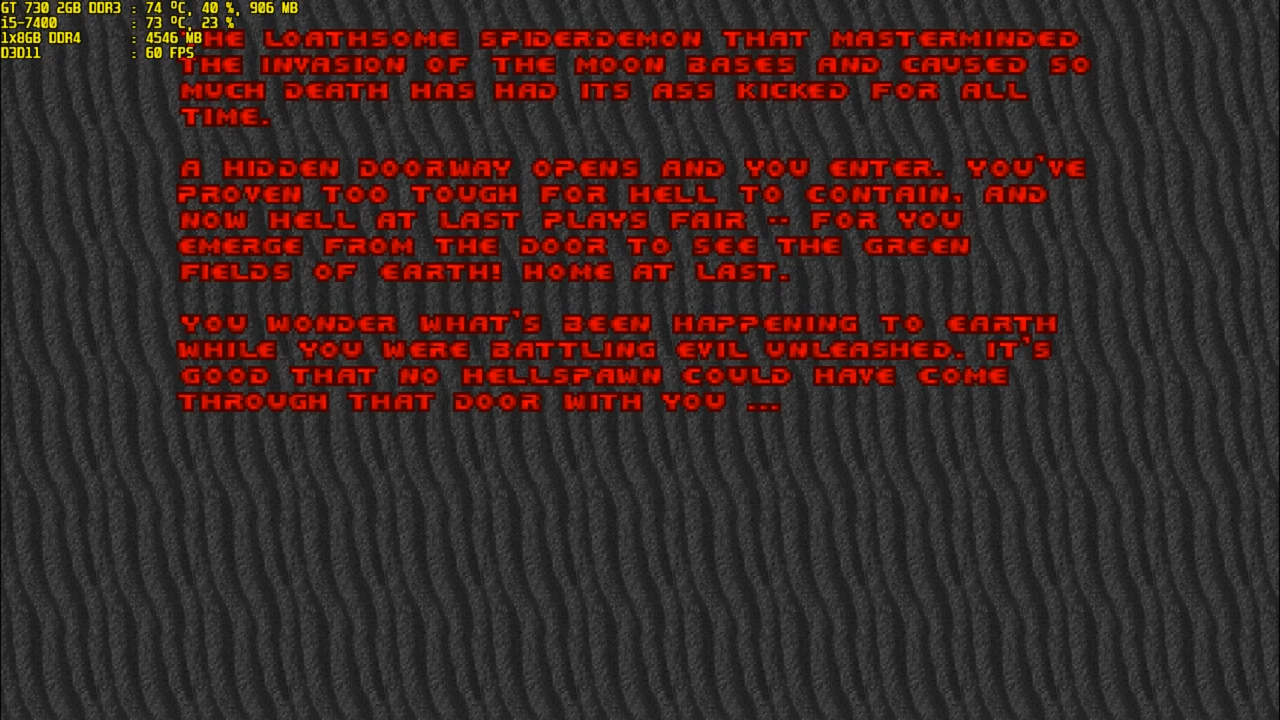 GT 730 2GB DDR3 : 74 ºC, 40 %, 906 MB
i5-7400 : 73 ºC, 23 %
1x8GB DDR4 : 4546 MB
D3D11 : 60 FPS
THE LOATHSOME SPIDERDEMON THAT MASTERMINDED
THE INVASION OF THE MOON BASES AND CAUSED SO
MUCH DEATH HAS HAD ITS ASS KICKED FOR ALL
TIME.
A HIDDEN DOORWAY OPENS AND YOU ENTER. YOU'VE
PROVEN TOO TOUGH FOR HELL TO CONTAIN, AND
NOW HELL AT LAST PLAYS FAIR -- FOR YOU
EMERGE FROM THE DOOR TO SEE THE GREEN
FIELDS OF EARTH! HOME AT LAST.
YOU WONDER WHAT'S BEEN HAPPENING TO EARTH
WHILE YOU WERE BATTLING EVIL UNLEASHED. IT'S
GOOD THAT NO HELLSPAWN COULD HAVE COME
THROUGH THAT DOOR WITH YOU ...